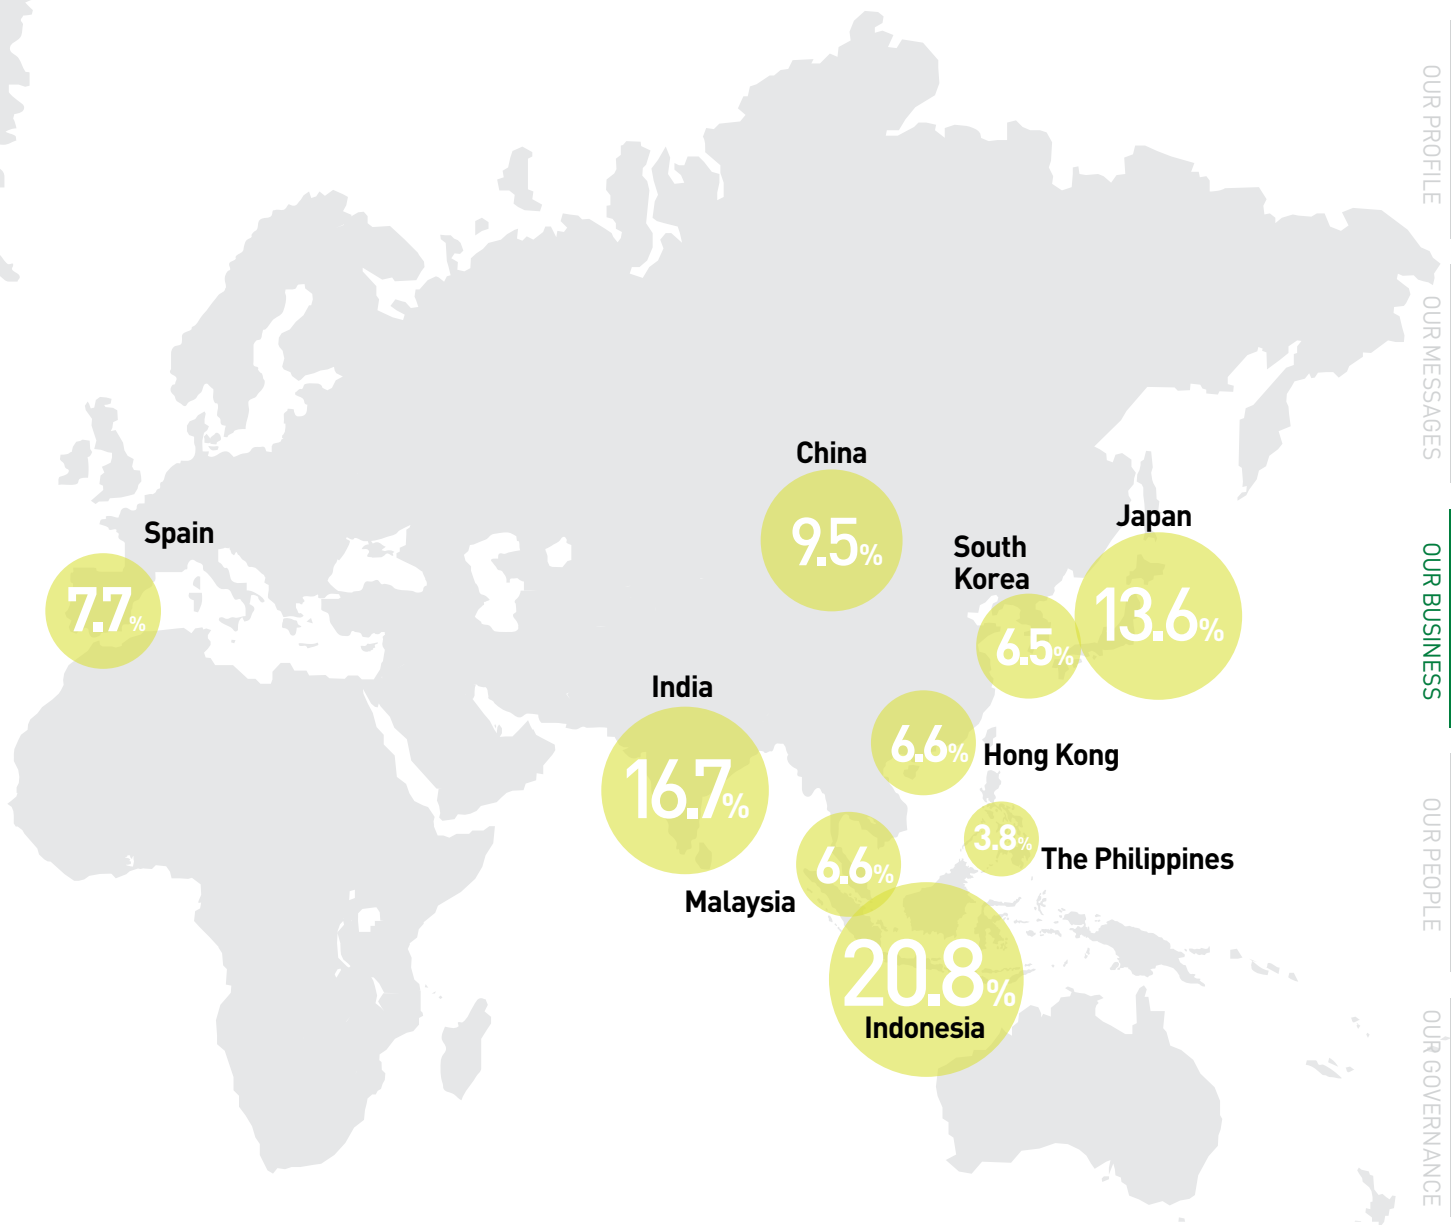 China
9.5%
Spain
7.7%
South
Korea
6.5%
Japan
13.6%
India
16.7%
6.6%
Hong Kong
3.8%
The Philippines
6.6%
Malaysia
20.8%
Indonesia
OUR PROFILE
OUR MESSAGES
OUR BUSINESS
OUR PEOPLE
OUR GOVERNANCE